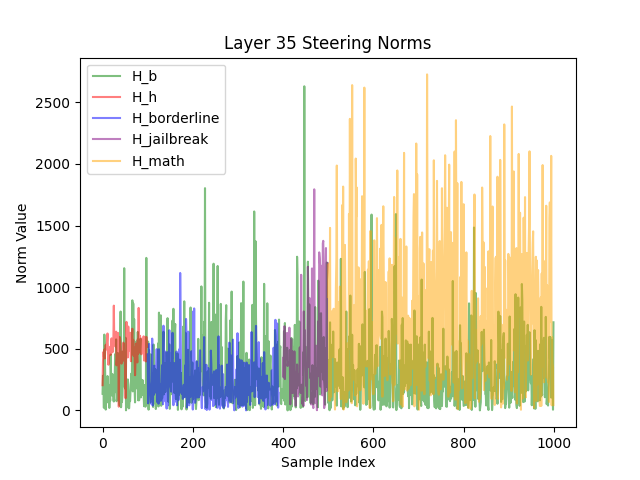 Layer 35 Steering Norms
H_b
H_h
H_borderline
H_jailbreak
H_math
Norm Value
2500
2000
1500
1000
500
0
0 200 400 600 800 1000
Sample Index